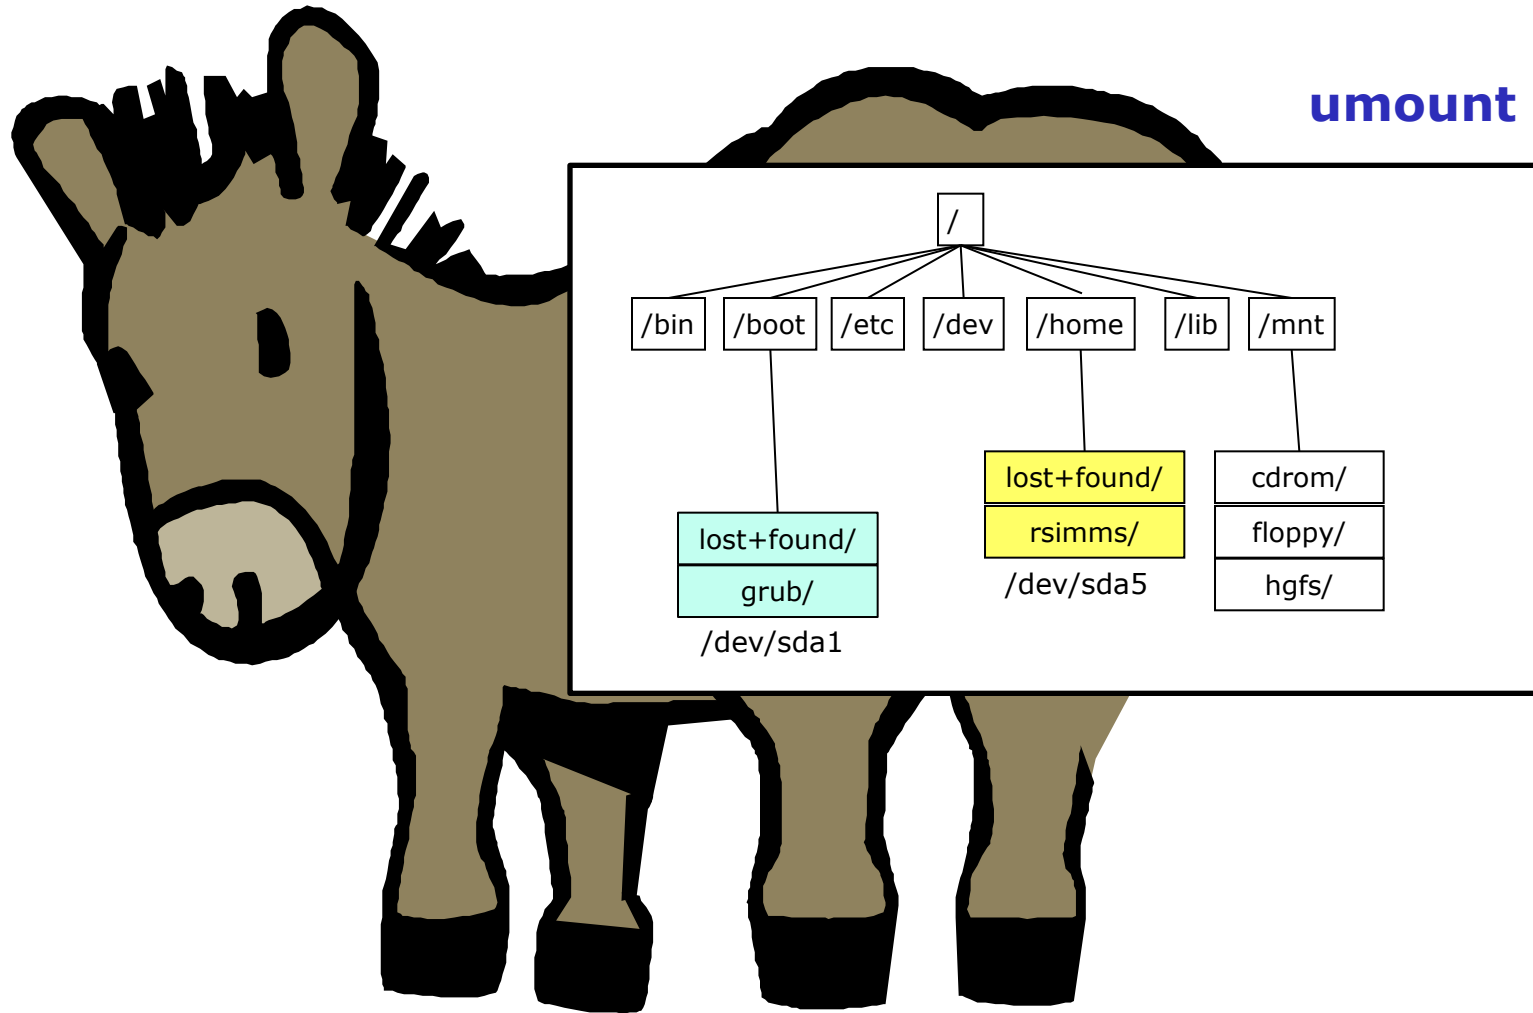 umount
/
/bin
/boot
/etc
/dev
/home
/lib
/mnt
lost+found/
grub/
/dev/sda1
lost+found/
rsimms/
/dev/sda5
cdrom/
floppy/
hgfs/